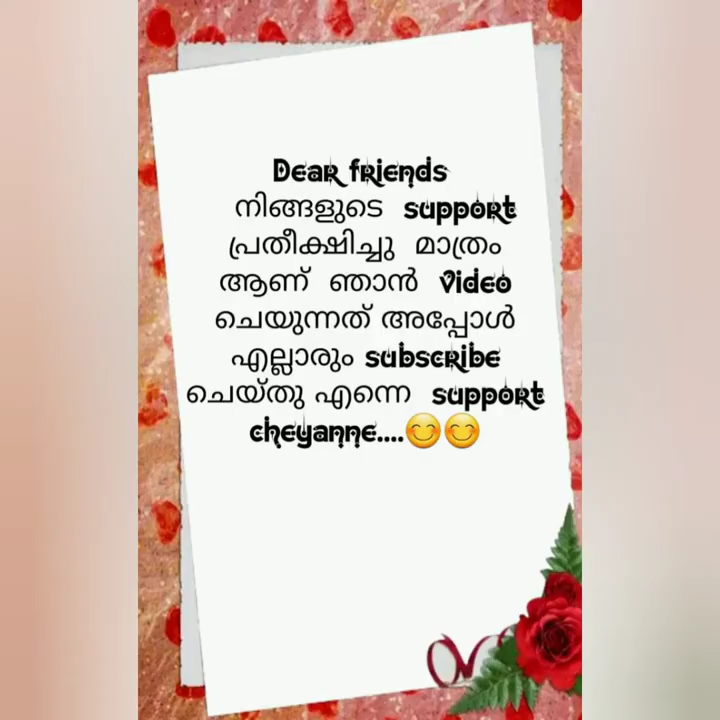 Dear friends
നിങ്ങളുടെ support
പ്രതീക്ഷിച്ചു മാത്രം
ആണ് ഞാൻ Video
ചെയുന്നത് അപ്പോൾ
എല്ലാരും subscribe
ചെയ്തു എന്നെ support
cheyanne....😊😊